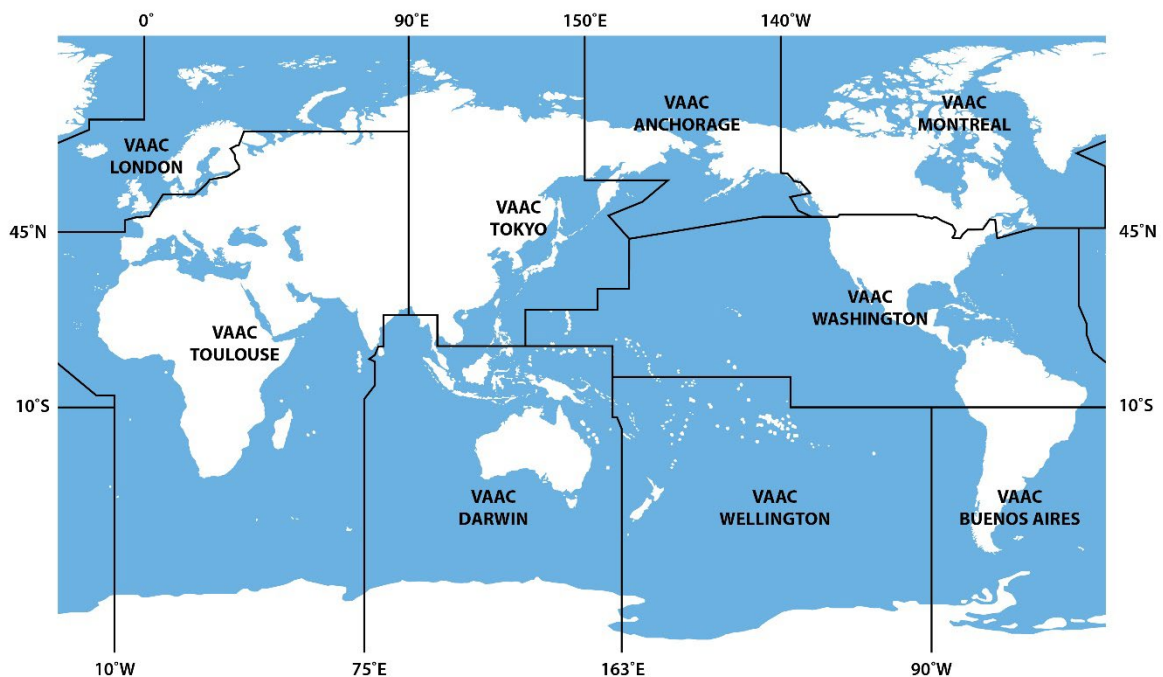 0˚
90˚E
150˚E
140˚W
VAAC
ANCHORAGE
VAAC
MONTREAL
VAAC
LONDON
VAAC
TOKYO
45˚N
45˚N
VAAC
WASHINGTON
VAAC
TOULOUSE
10˚S
10˚S
VAAC
DARWIN
VAAC
WELLINGTON
VAAC
BUENOS AIRES
10˚W
75˚E
163˚E
90˚W